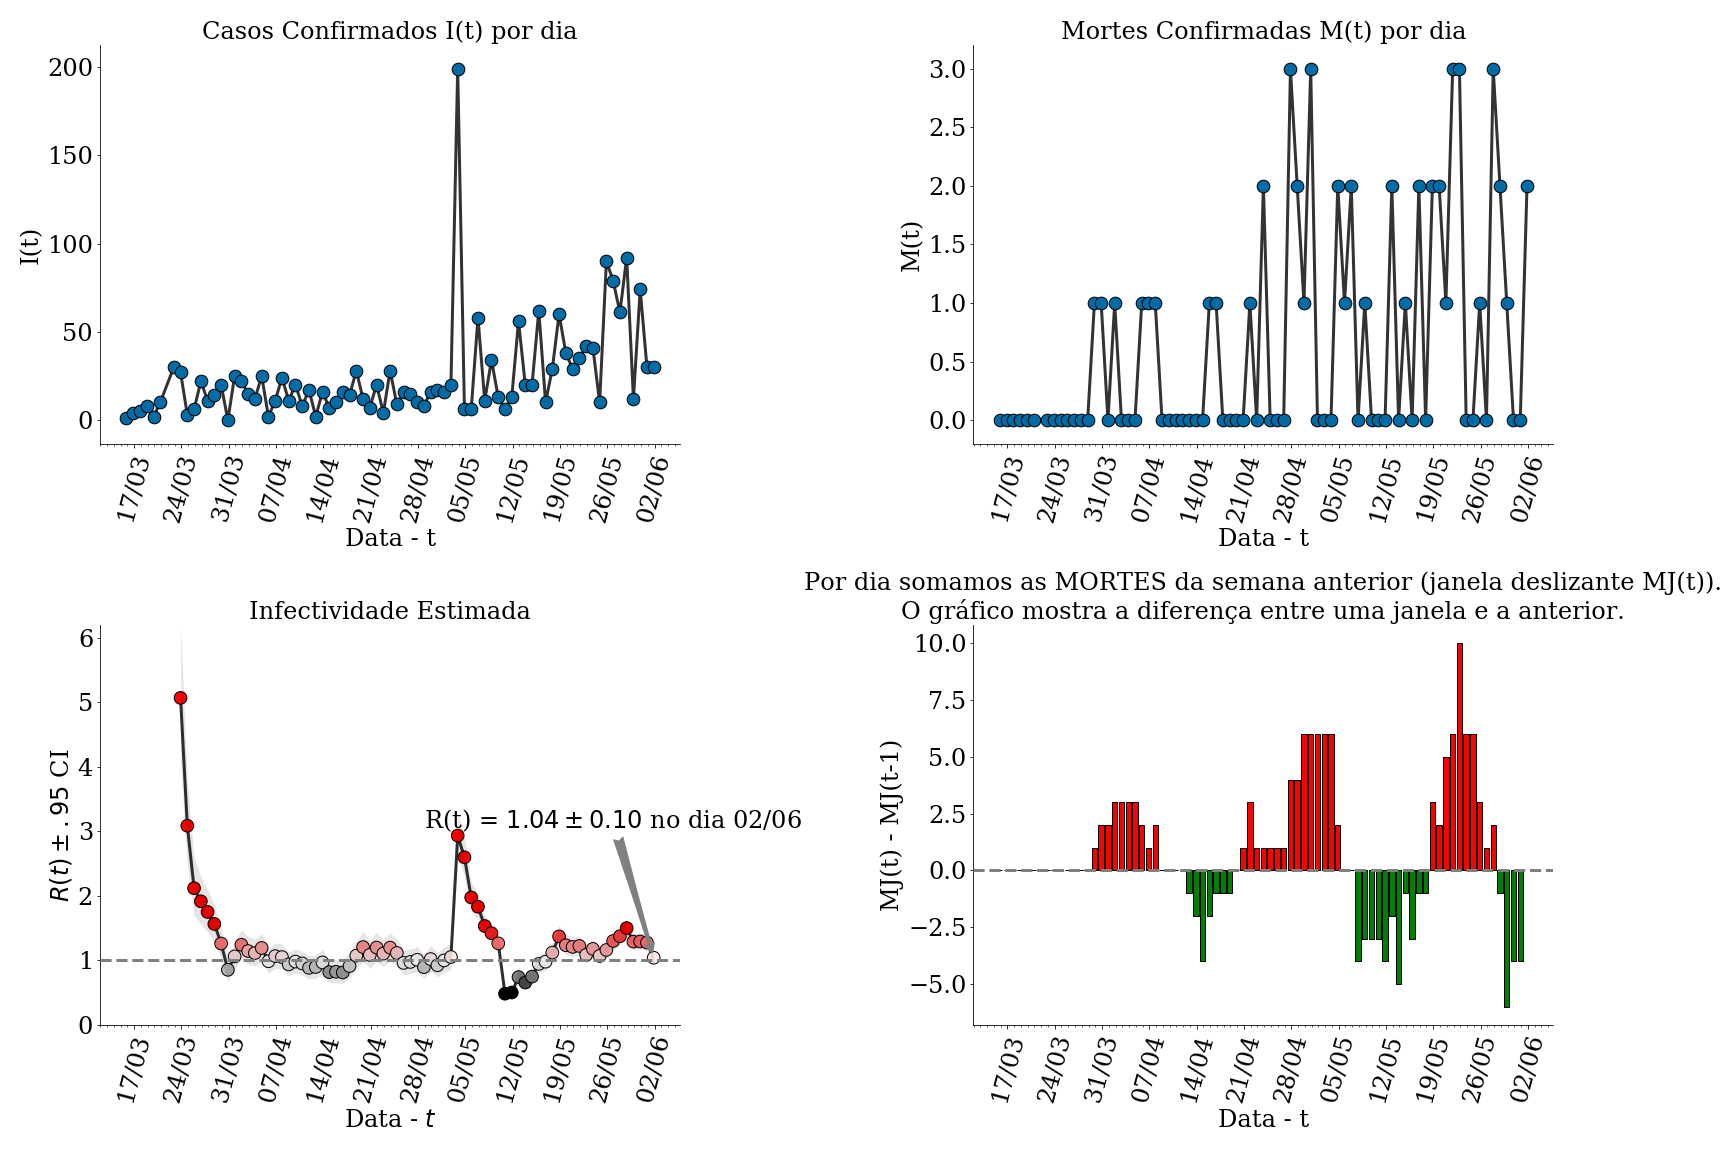 Casos Confirmados I(t) por dia
200
150
100
50
0
I(t)
17/03 24/03 31/03 07/04 14/04 21/04 28/04 05/05 12/05 19/05 26/05 02/06
Data - t
Mortes Confirmadas M(t) por dia
3.0
2.5
2.0
1.5
1.0
0.5
0.0
M(t)
17/03 24/03 31/03 07/04 14/04 21/04 28/04 05/05 12/05 19/05 26/05 02/06
Data - t
Infectividade Estimada
6
5
4
3
2
1
0
R(t) ± .95 CI
R(t) = 1.04 ± 0.10 no dia 02/06
17/03 24/03 31/03 07/04 14/04 21/04 28/04 05/05 12/05 19/05 26/05 02/06
Data - t
Por dia somamos as MORTES da semana anterior (janela deslizante MJ(t)).
O gráfico mostra a diferença entre uma janela e a anterior.
10.0
7.5
5.0
2.5
0.0
−2.5
−5.0
MJ(t) - MJ(t-1)
17/03 24/03 31/03 07/04 14/04 21/04 28/04 05/05 12/05 19/05 26/05 02/06
Data - t